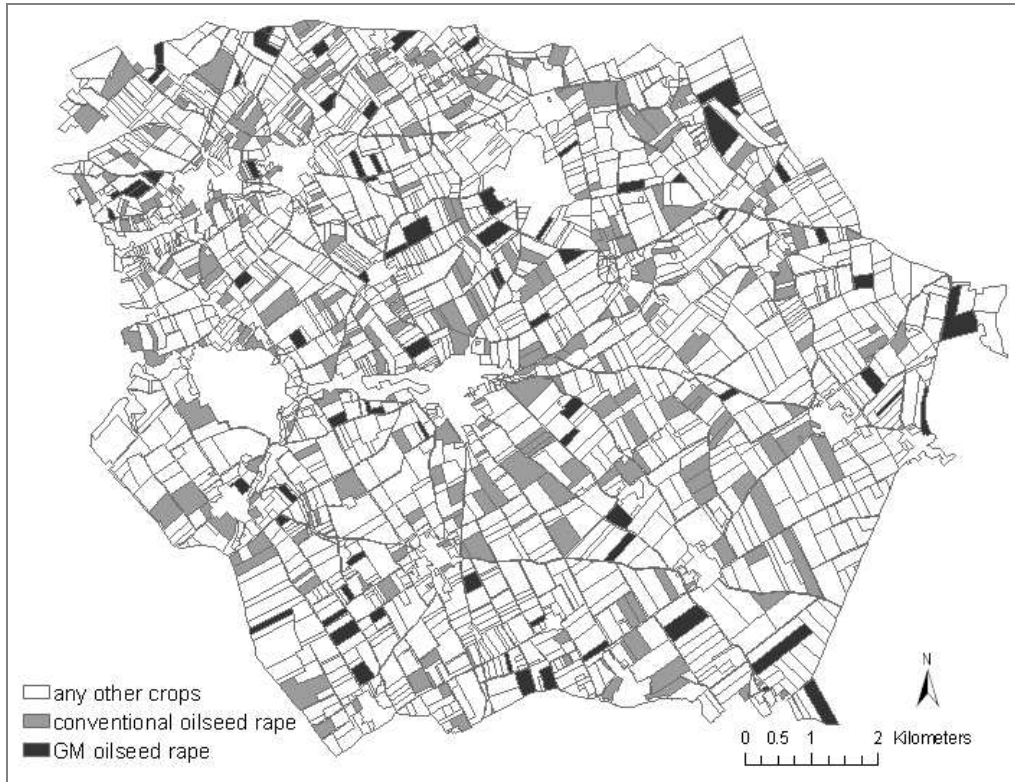 any other crops
conventional oilseed rape
GM oilseed rape
N
0 0.5 1 2 Kilometers